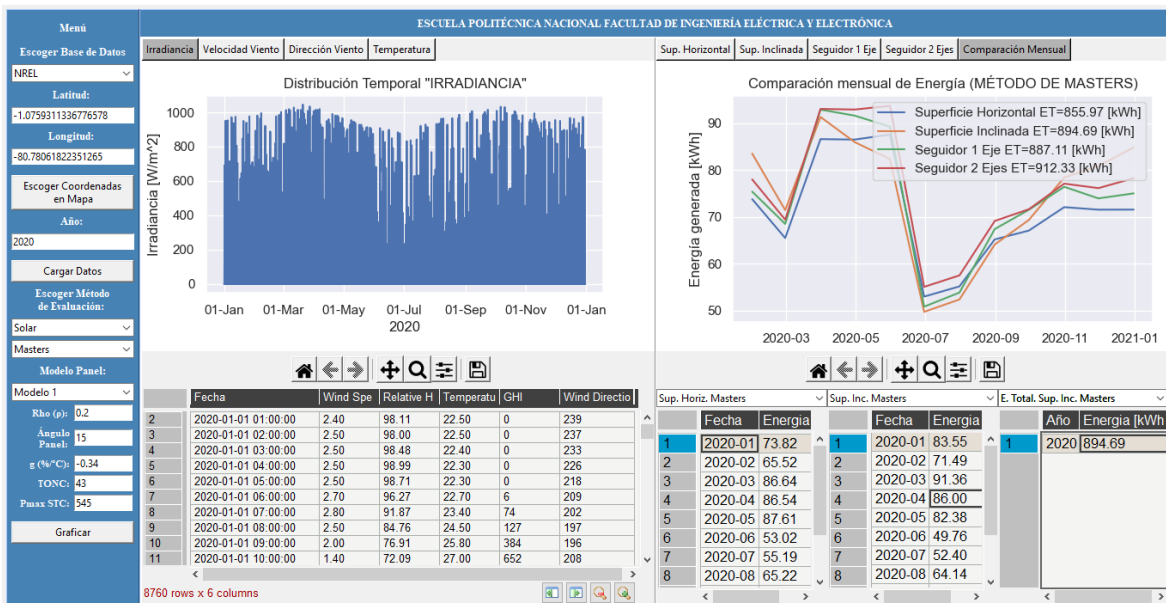 ESCUELA POLITÉCNICA NACIONAL FACULTAD DE INGENIERÍA ELÉCTRICA Y ELECTRÓNICA
Menú
Escoger Base de Datos
NREL
Latitud:
-1.0759311336776578
Longitud:
-80.78061822351265
Escoger Coordenadas
en Mapa
Año:
2020
Cargar Datos
Escoger Método
de Evaluación:
Solar
Masters
Modelo Panel:
Modelo 1
Rho (ρ): 0.2
Ángulo
Panel: 15
g (%/°C): -0.34
TONC: 43
Pmax STC: 545
Graficar
Irradiancia Velocidad Viento Dirección Viento Temperatura
Distribución Temporal "IRRADIANCIA"
Irradiancia [W/m^2]
1000
800
600
400
200
0
01-Jan 01-Mar 01-May 01-Jul 01-Sep 01-Nov 01-Jan
2020
Fecha Wind Spe Relative H Temperatu GHI Wind Directio
2 2020-01-01 01:00:00 2.40 98.11 22.50 0 239
3 2020-01-01 02:00:00 2.50 98.00 22.50 0 237
4 2020-01-01 03:00:00 2.50 98.48 22.40 0 233
5 2020-01-01 04:00:00 2.50 98.99 22.30 0 226
6 2020-01-01 05:00:00 2.50 98.71 22.30 0 218
7 2020-01-01 06:00:00 2.70 96.27 22.70 6 209
8 2020-01-01 07:00:00 2.80 91.87 23.40 74 202
9 2020-01-01 08:00:00 2.50 84.76 24.50 127 197
10 2020-01-01 09:00:00 2.00 76.91 25.80 384 196
11 2020-01-01 10:00:00 1.40 72.09 27.00 652 208
8760 rows x 6 columns
Sup. Horizontal Sup. Inclinada Seguidor 1 Eje Seguidor 2 Ejes Comparación Mensual
Comparación mensual de Energía (MÉTODO DE MASTERS)
Superficie Horizontal ET=855.97 [kWh]
Superficie Inclinada ET=894.69 [kWh]
Seguidor 1 Eje ET=887.11 [kWh]
Seguidor 2 Ejes ET=912.33 [kWh]
Energía generada [kWh]
90
80
70
60
50
2020-03 2020-05 2020-07 2020-09 2020-11 2021-01
Sup. Horiz. Masters
Fecha Energia
1 2020-01 73.82
2 2020-02 65.52
3 2020-03 86.64
4 2020-04 86.54
5 2020-05 87.61
6 2020-06 53.02
7 2020-07 55.19
8 2020-08 65.22
Sup. Inc. Masters
Fecha Energia
1 2020-01 83.55
2 2020-02 71.49
3 2020-03 91.36
4 2020-04 86.00
5 2020-05 82.38
6 2020-06 49.76
7 2020-07 52.40
8 2020-08 64.14
E. Total. Sup. Inc. Masters
Año Energia [kWh
1 2020 894.69